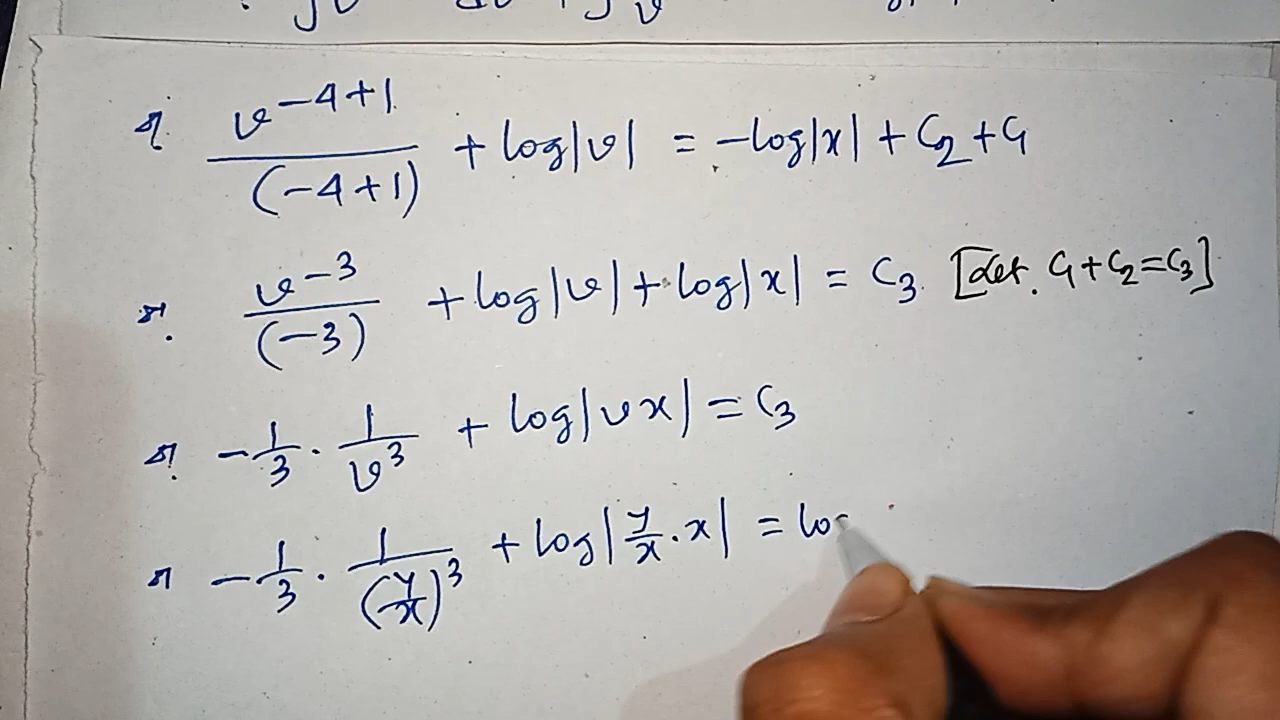 বা, v^{-4+1}/(-4+1) + log|v| = -log|x| + C₂ + C₁
বা, v^{-3}/(-3) + log|v| + log|x| = C₃ [Let. C₁ + C₂ = C₃]
বা, -1/3 · 1/v³ + log|vx| = C₃
বা -1/3 · 1/(y/x)³ + log|y/x · x| = log